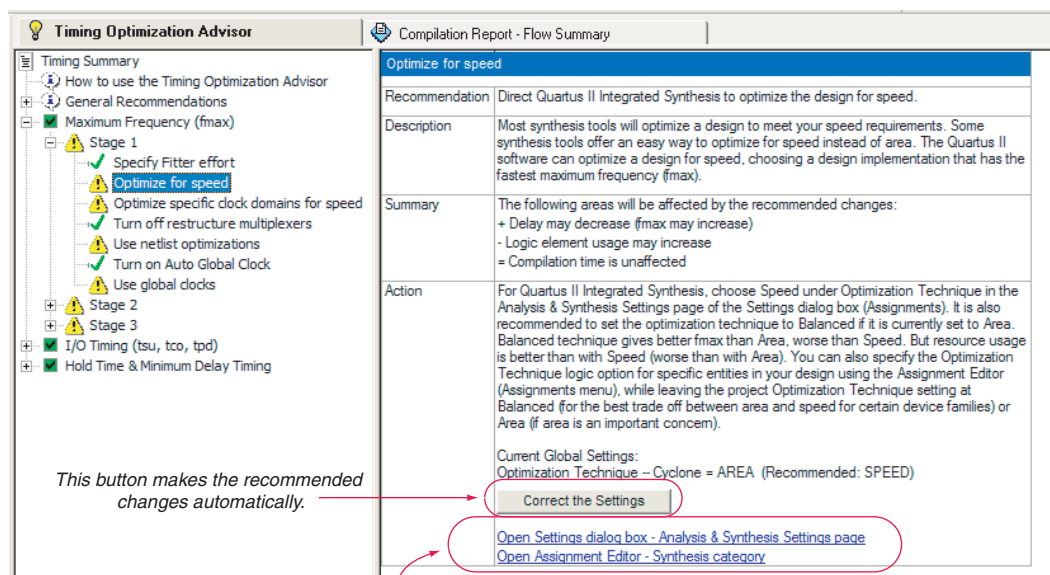 Timing Optimization Advisor
Compilation Report - Flow Summary
Timing Summary
How to use the Timing Optimization Advisor
General Recommendations
Maximum Frequency (fmax)
Stage 1
Specify Fitter effort
Optimize for speed
Optimize specific clock domains for speed
Turn off restructure multiplexers
Use netlist optimizations
Turn on Auto Global Clock
Use global clocks
Stage 2
Stage 3
I/O Timing (tsu, tco, tpd)
Hold Time & Minimum Delay Timing
This button makes the recommended
changes automatically.
Optimize for speed
Recommendation Direct Quartus II Integrated Synthesis to optimize the design for speed.
Description Most synthesis tools will optimize a design to meet your speed requirements. Some
synthesis tools offer an easy way to optimize for speed instead of area. The Quartus II
software can optimize a design for speed, choosing a design implementation that has the
fastest maximum frequency (fmax).
Summary The following areas will be affected by the recommended changes:
+ Delay may decrease (fmax may increase)
- Logic element usage may increase
= Compilation time is unaffected
Action For Quartus II Integrated Synthesis, choose Speed under Optimization Technique in the
Analysis & Synthesis Settings page of the Settings dialog box (Assignments). It is also
recommended to set the optimization technique to Balanced if it is currently set to Area.
Balanced technique gives better fmax than Area, worse than Speed. But resource usage
is better than with Speed (worse than with Area). You can also specify the Optimization
Technique logic option for specific entities in your design using the Assignment Editor
(Assignments menu), while leaving the project Optimization Technique setting at
Balanced (for the best trade off between area and speed for certain device families) or
Area (if area is an important concern).
Current Global Settings:
Optimization Technique -- Cyclone = AREA (Recommended: SPEED)
Correct the Settings
Open Settings dialog box - Analysis & Synthesis Settings page
Open Assignment Editor - Synthesis category